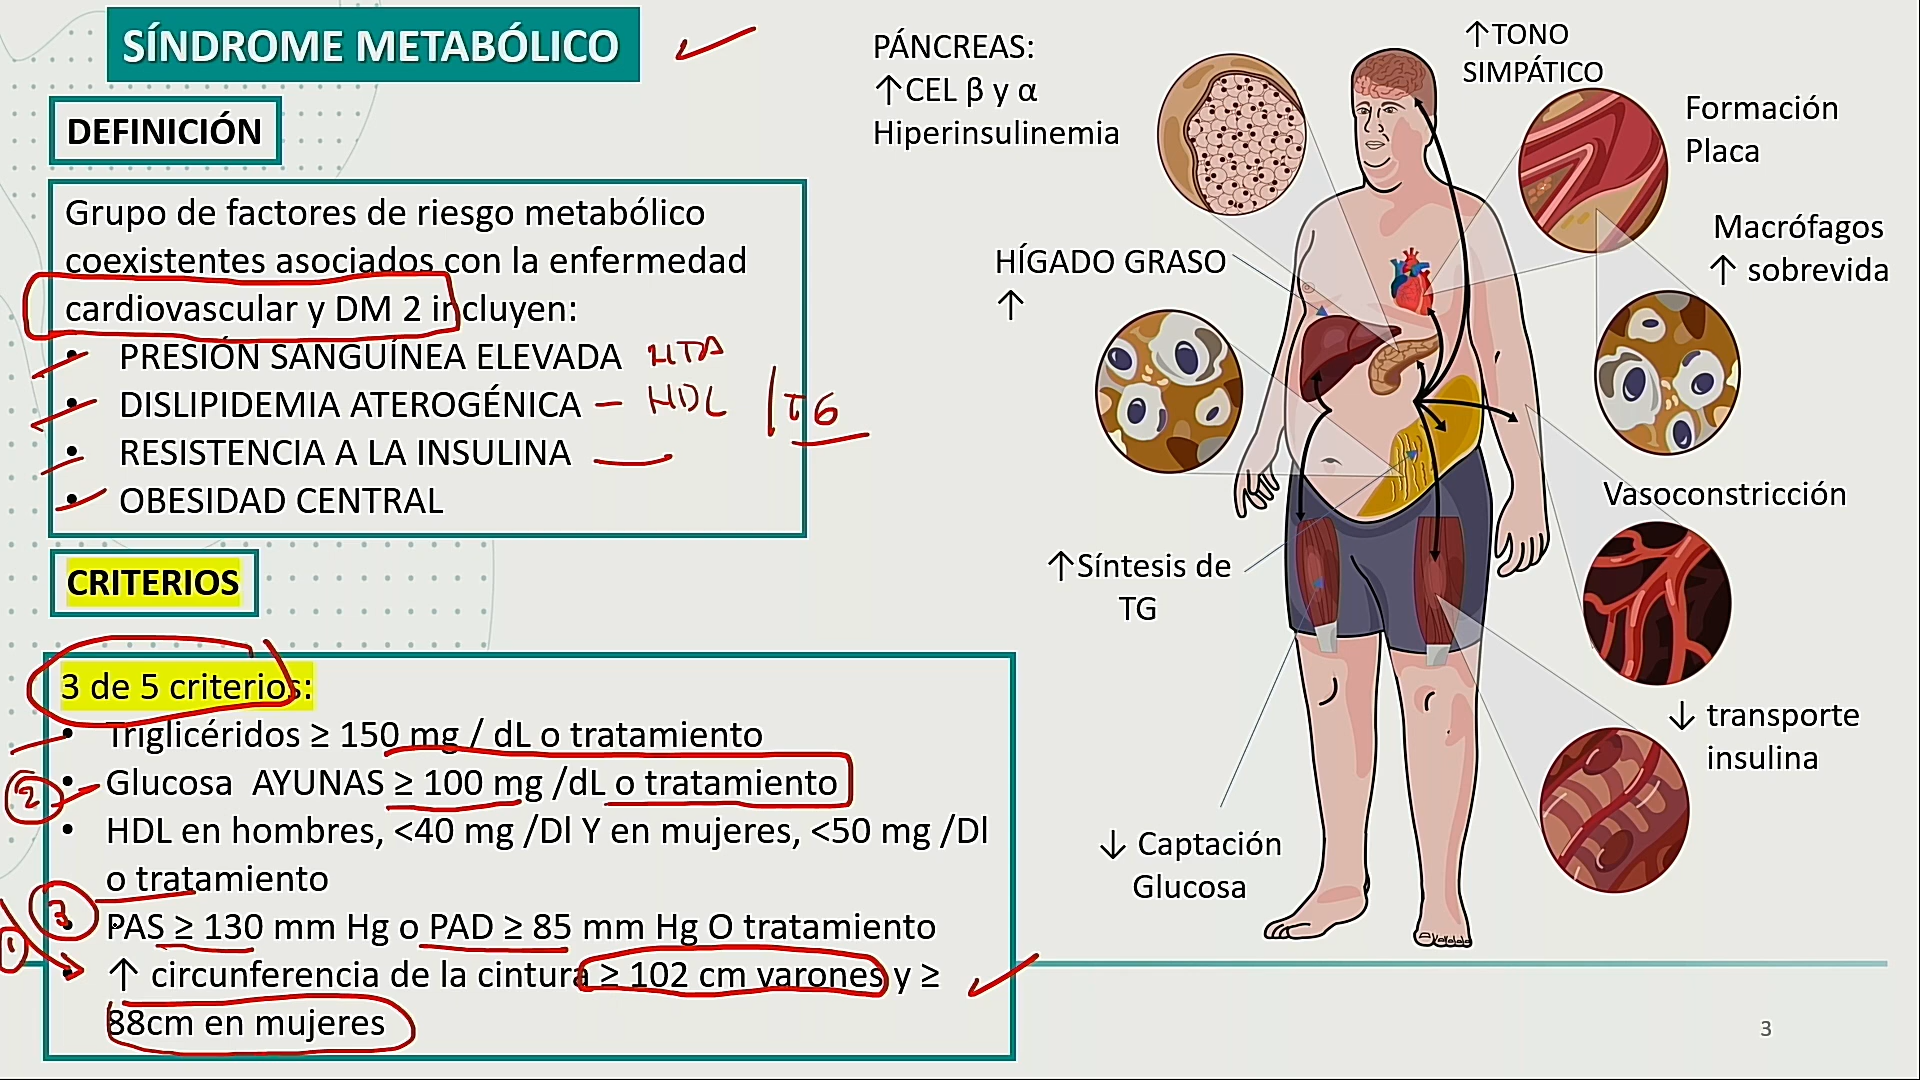 SÍNDROME METABÓLICO
DEFINICIÓN
Grupo de factores de riesgo metabólico
coexistentes asociados con la enfermedad
cardiovascular y DM 2 incluyen:
• PRESIÓN SANGUÍNEA ELEVADA HTA
• DISLIPIDEMIA ATEROGÉNICA – HDL / TG
• RESISTENCIA A LA INSULINA
• OBESIDAD CENTRAL
CRITERIOS
3 de 5 criterios:
• Triglicéridos ≥ 150 mg / dL o tratamiento
② • Glucosa AYUNAS ≥ 100 mg /dL o tratamiento
• HDL en hombres, <40 mg /Dl Y en mujeres, <50 mg /Dl
o tratamiento
③ • PAS ≥ 130 mm Hg o PAD ≥ 85 mm Hg O tratamiento
① • ↑ circunferencia de la cintura ≥ 102 cm varones y ≥
88cm en mujeres
PÁNCREAS:
↑CEL β y α
Hiperinsulinemia
↑TONO
SIMPÁTICO
Formación
Placa
Macrófagos
↑ sobrevida
HÍGADO GRASO
↑
Vasoconstricción
↑Síntesis de
TG
↓ transporte
insulina
↓ Captación
Glucosa
3